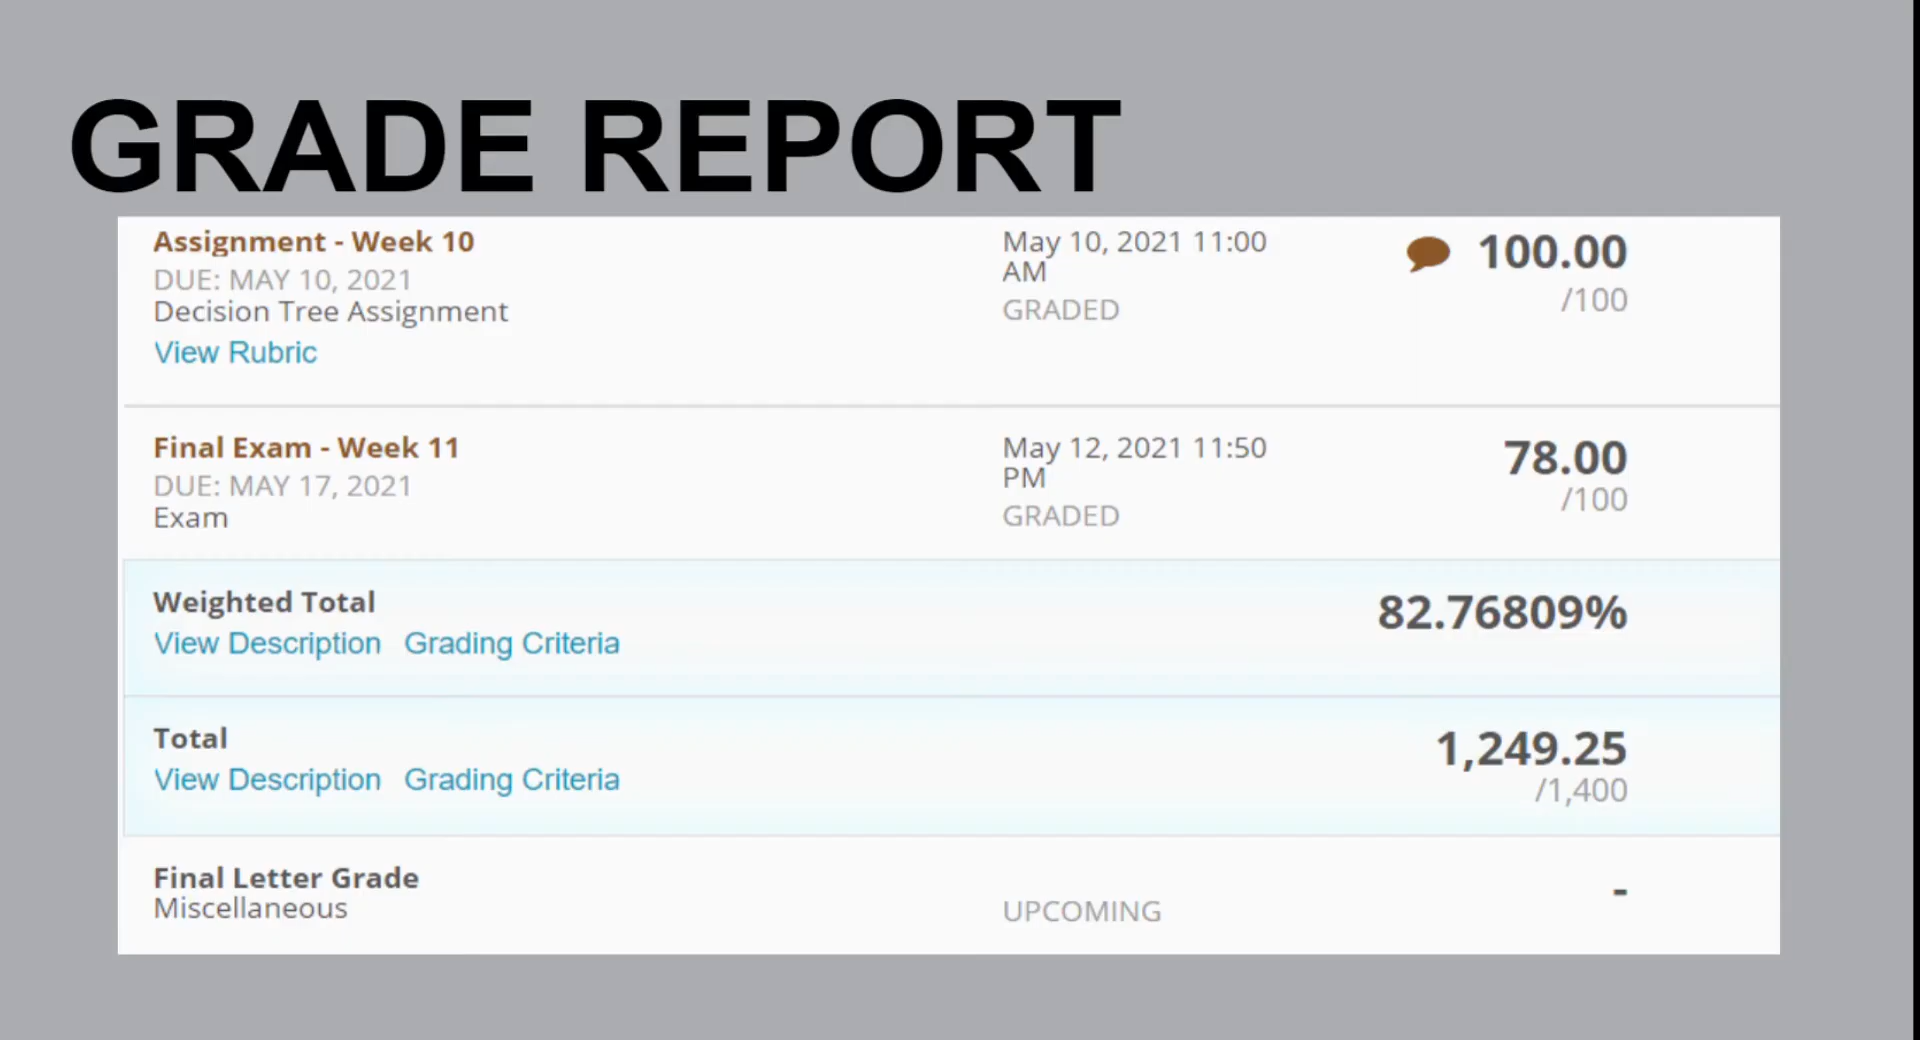 GRADE REPORT
Assignment - Week 10
DUE: MAY 10, 2021
Decision Tree Assignment
View Rubric
May 10, 2021 11:00
AM
GRADED
100.00
/100
Final Exam - Week 11
DUE: MAY 17, 2021
Exam
May 12, 2021 11:50
PM
GRADED
78.00
/100
Weighted Total
View Description Grading Criteria
82.76809%
Total
View Description Grading Criteria
1,249.25
/1,400
Final Letter Grade
Miscellaneous
UPCOMING
-